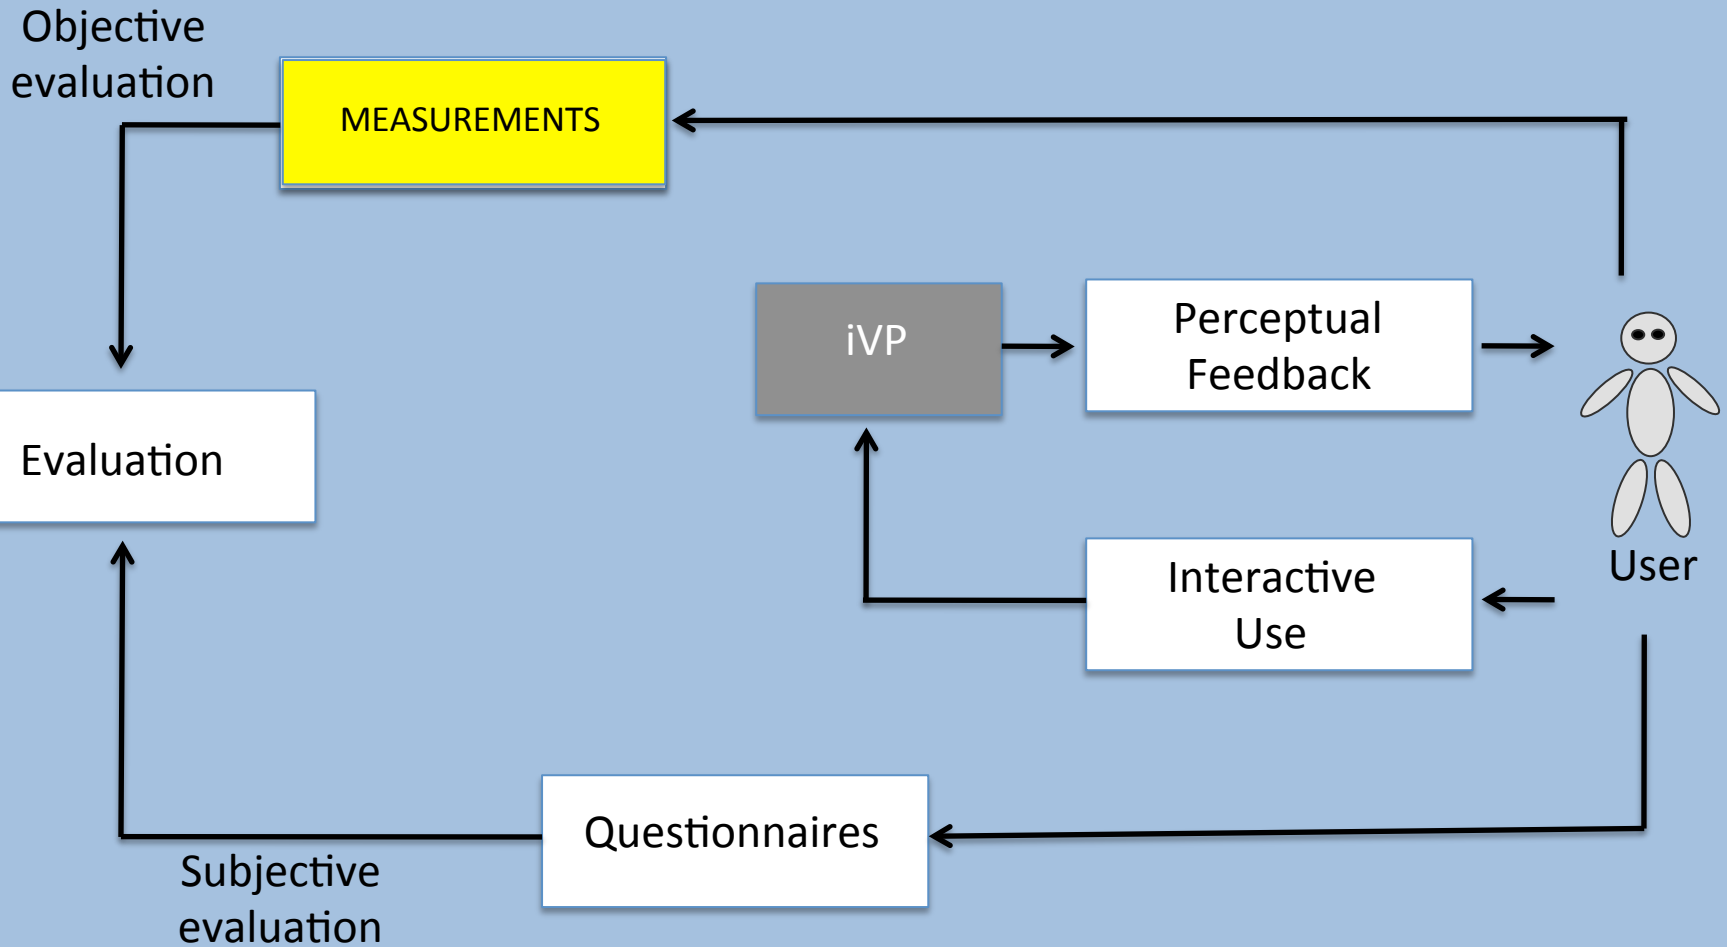 Objective
evaluation
MEASUREMENTS
iVP
Perceptual
Feedback
Evaluation
Interactive
Use
User
Questionnaires
Subjective
evaluation